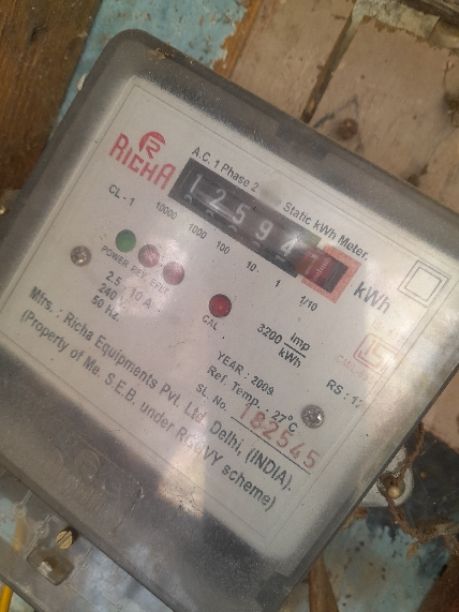 R
RICHA
A.C. 1 Phase 2
Static kWh Meter.
12594
CL - 1
10000 1000 100 10 1 1/10
kWh
POWER REV EFL
CAL
3200 imp/kWh
2.5 - 10 A
240
50 Hz.
YEAR : 2009
Ref. Temp. : 27°C
RS : 17
SL. No. 182545
Mfrs. : Richa Equipments Pvt. Ltd. Delhi, (INDIA).
(Property of Me. S.E.B. under scheme)